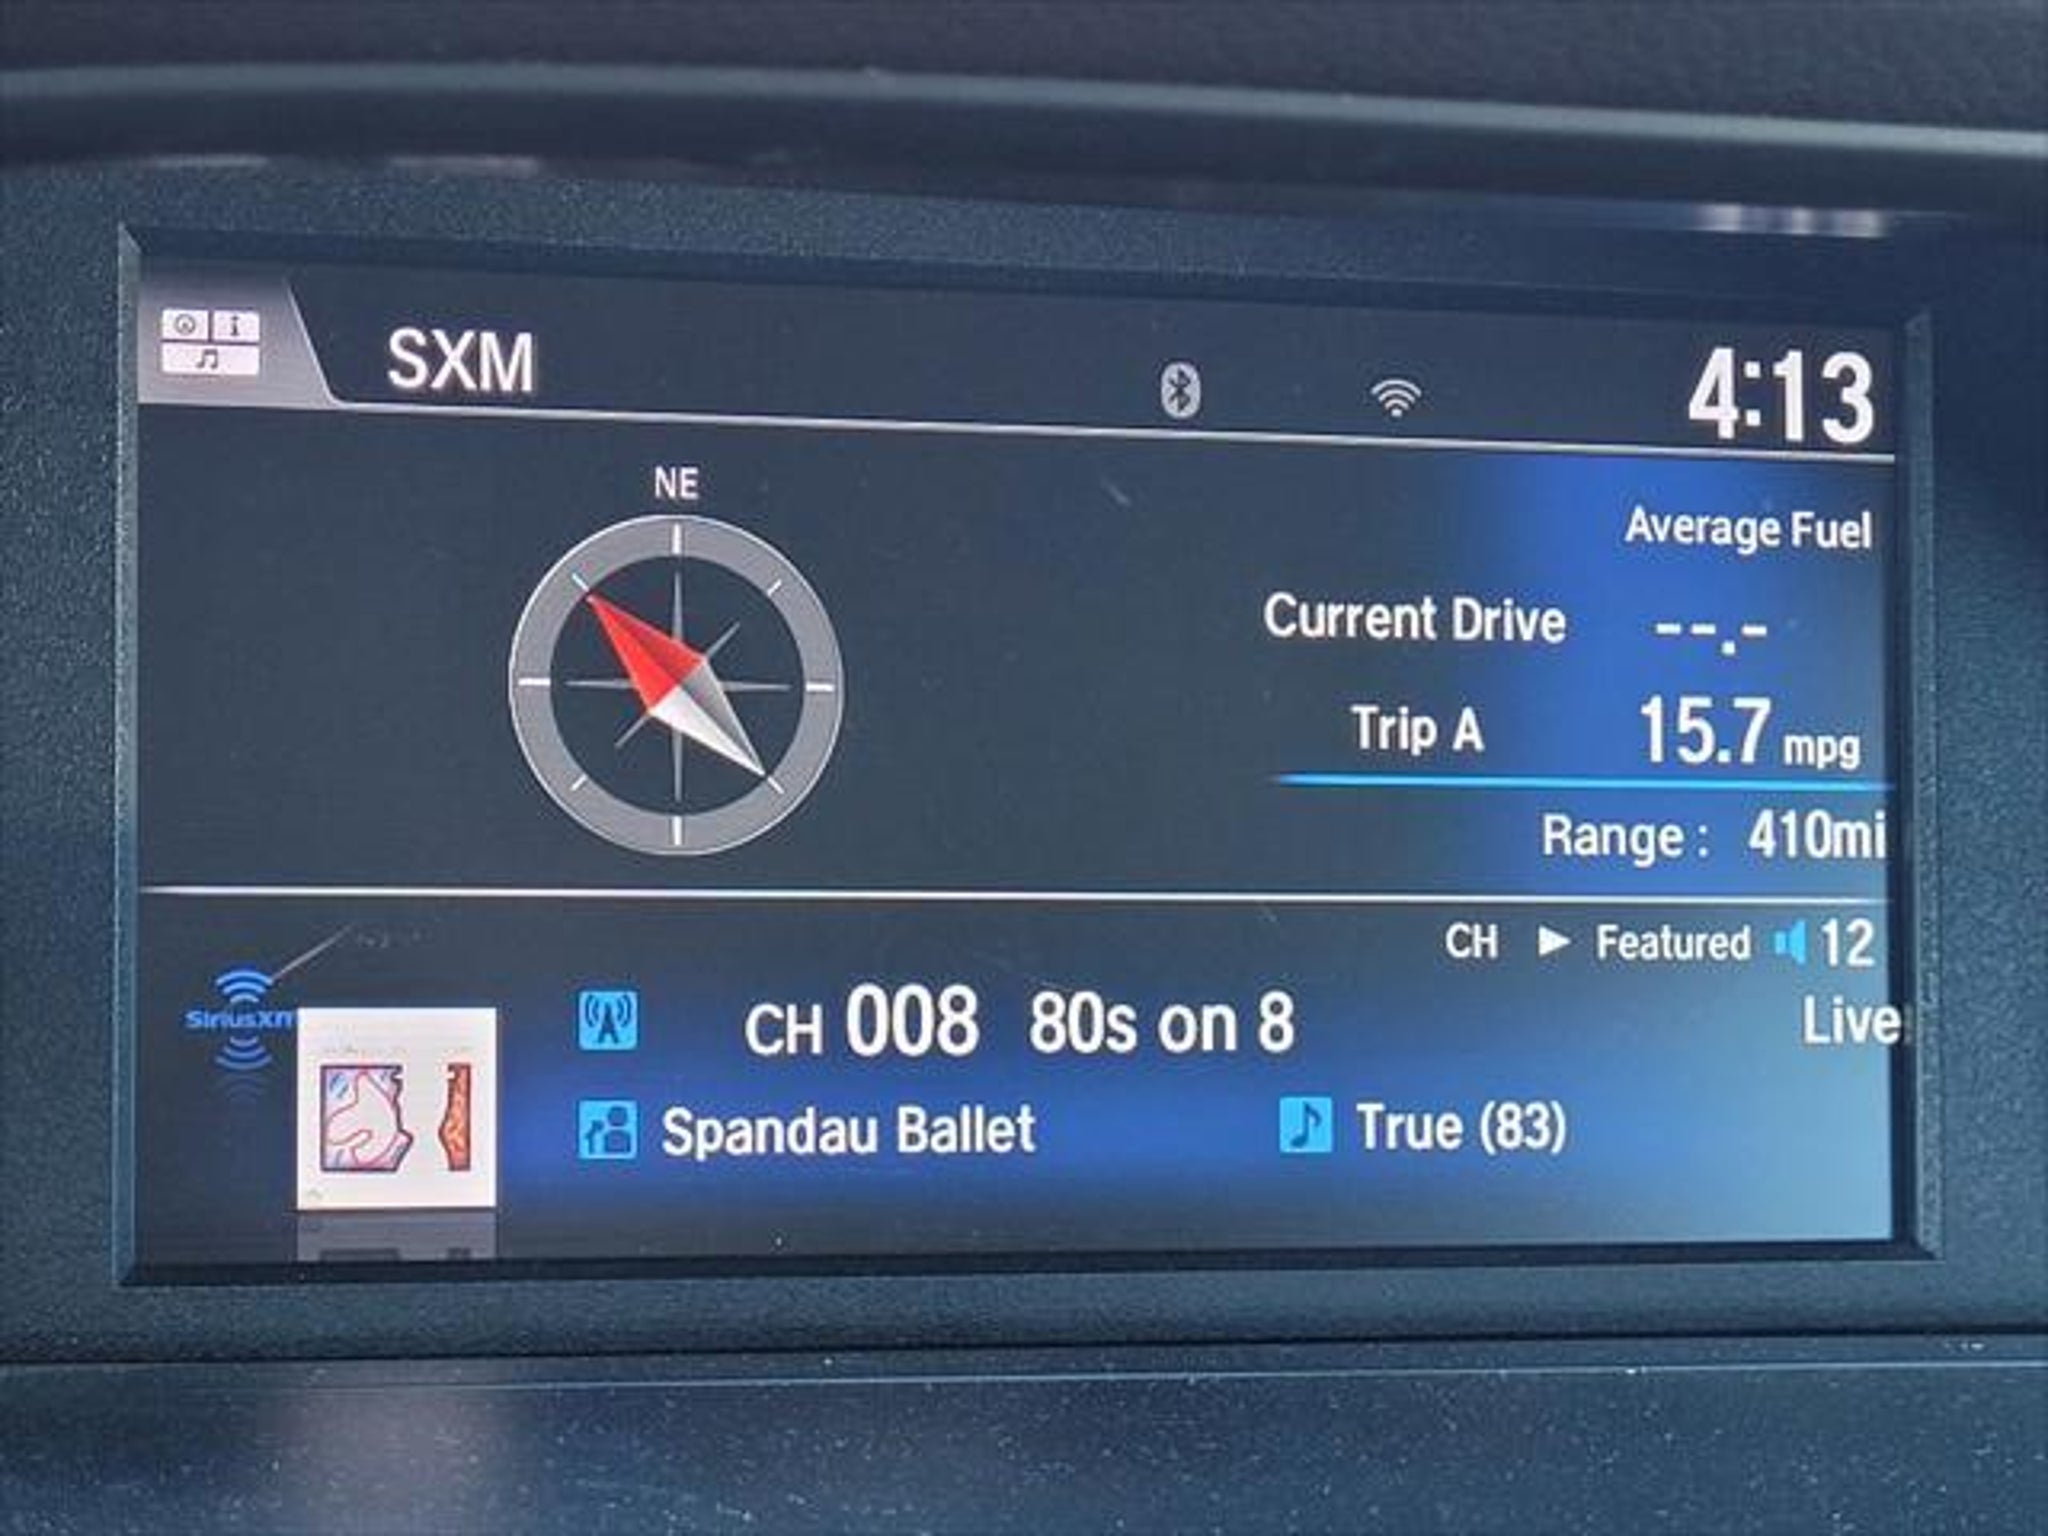 SXM
4:13
NE
Average Fuel
Current Drive --.-
Trip A 15.7 mpg
Range : 410mi
CH ▶ Featured 12
SiriusXM
CH 008 80s on 8 Live
Spandau Ballet True (83)